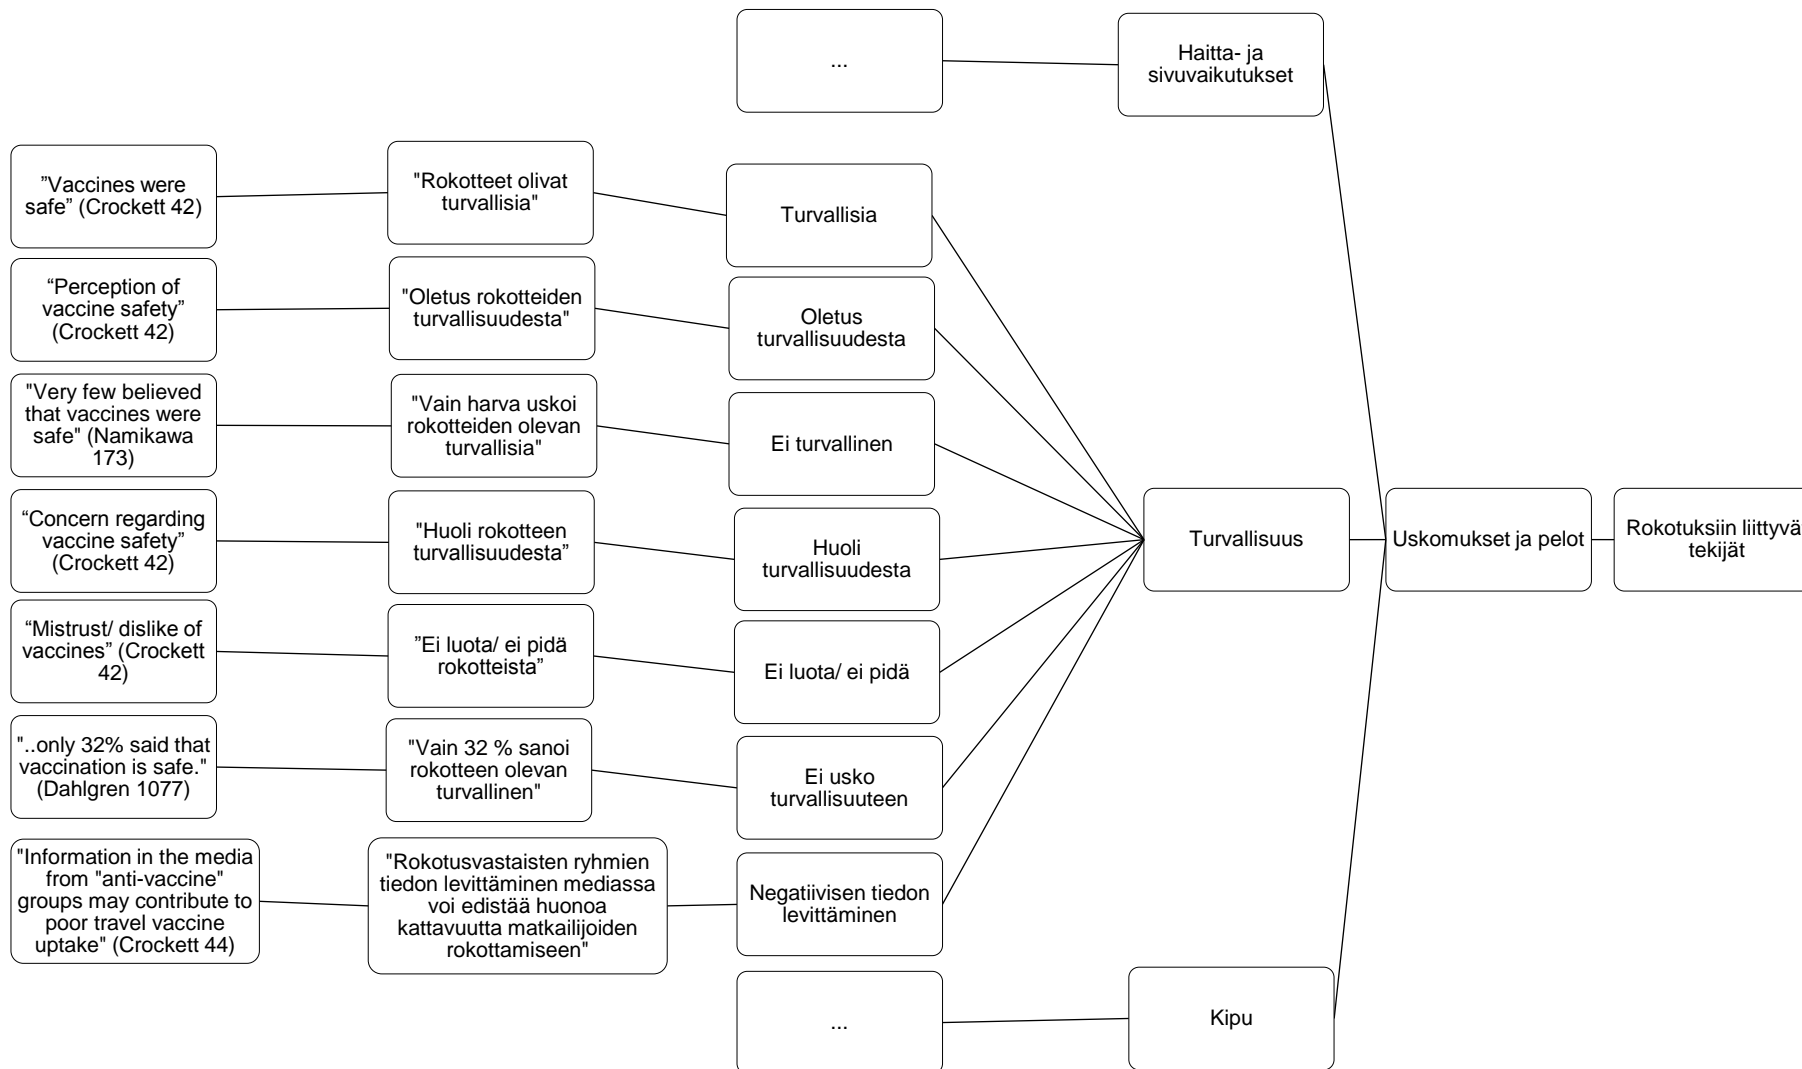 ...
Haitta- ja
sivuvaikutukset
”Vaccines were
safe” (Crockett 42)
"Rokotteet olivat
turvallisia"
Turvallisia
“Perception of
vaccine safety”
(Crockett 42)
"Oletus rokotteiden
turvallisuudesta"
Oletus
turvallisuudesta
"Very few believed
that vaccines were
safe" (Namikawa
173)
"Vain harva uskoi
rokotteiden olevan
turvallisia"
Ei turvallinen
“Concern regarding
vaccine safety”
(Crockett 42)
"Huoli rokotteen
turvallisuudesta”
Huoli
turvallisuudesta
“Mistrust/ dislike of
vaccines” (Crockett
42)
”Ei luota/ ei pidä
rokotteista”
Ei luota/ ei pidä
"..only 32% said that
vaccination is safe."
(Dahlgren 1077)
"Vain 32 % sanoi
rokotteen olevan
turvallinen"
Ei usko
turvallisuuteen
"Information in the media
from "anti-vaccine"
groups may contribute to
poor travel vaccine
uptake" (Crockett 44)
"Rokotusvastaisten ryhmien
tiedon levittäminen mediassa
voi edistää huonoa
kattavuutta matkailijoiden
rokottamiseen"
Negatiivisen tiedon
levittäminen
...
Kipu
Turvallisuus
Uskomukset ja pelot
Rokotuksiin liittyvä
tekijät